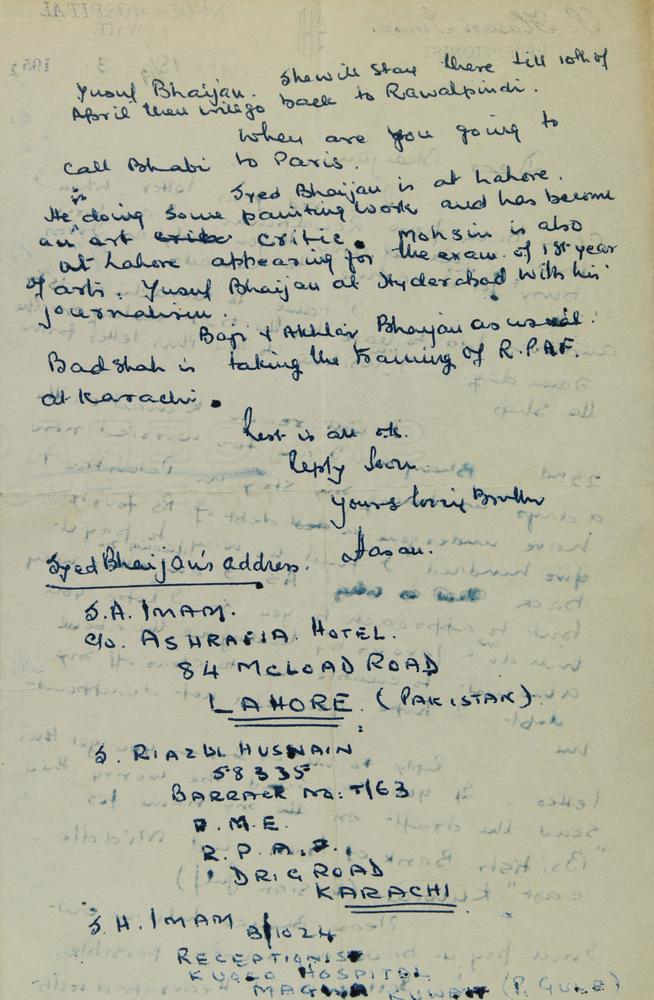 Yusuf Bhaijan. She will stay there till 10th of
April then will go back to Rawalpindi.
When are you going to
call Bhabi to Paris.
Syed Bhaijan is at Lahore.
He is doing some painting work and has become
an art critic. Mohsin is also
at Lahore appearing for the exam. of 1st year
of arts. Yusuf Bhaijan at Hyderabad with his
journalism.
Baji & Akhtar Bhaijan as usual.
Badshah is taking the training of R.P.A.F.
at Karachi.
Rest is all o.k.
Reply soon
Yours loving Brother
Hasan.
Syed Bhaijan's address.
S.A. IMAM.
C/o. ASHRAFIA HOTEL.
84 MCLOAD ROAD
LAHORE. (PAKISTAN)
S. RIAZUL HUSNAIN
58335
BARRACK NO: T/63
M.E.
R.P.A.F.
DRIG ROAD
KARACHI
S.H. IMAM B/1024
RECEPTIONIST
KUOCO HOSPITAL
MAGWA KUWAIT (P. GULF)